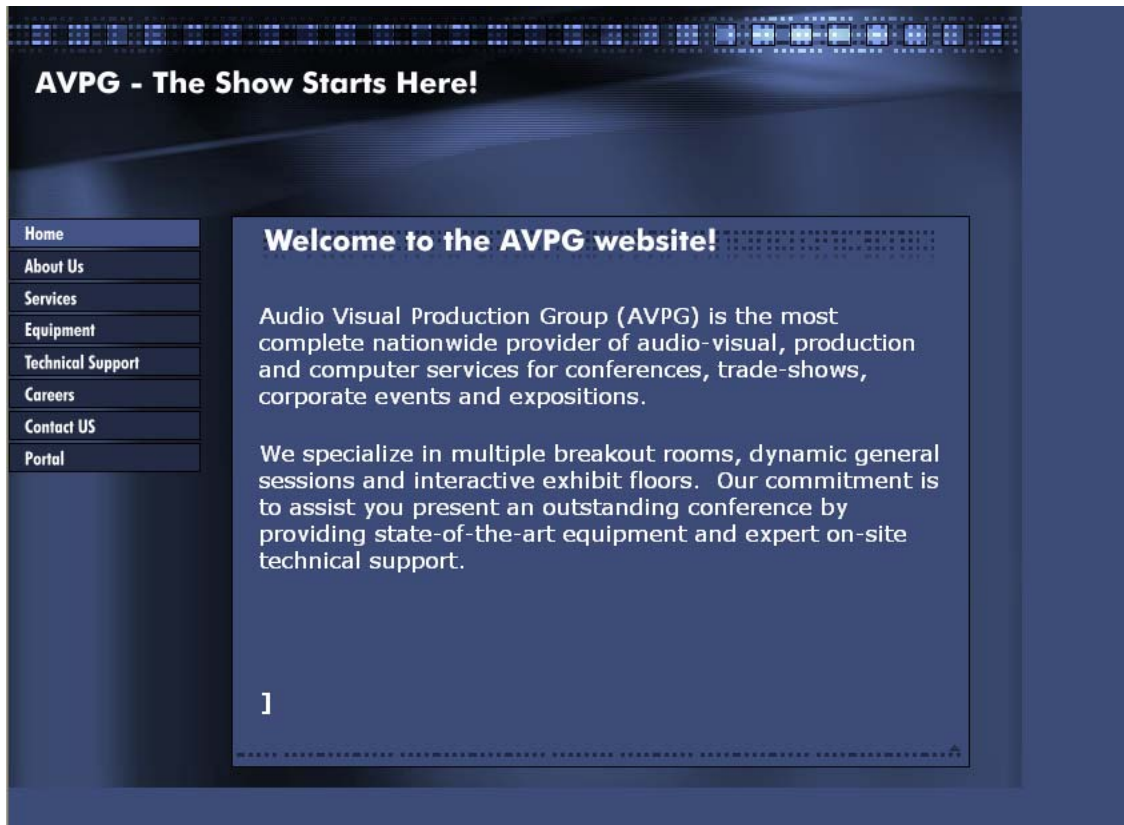 AVPG - The Show Starts Here!
Home
About Us
Services
Equipment
Technical Support
Careers
Contact US
Portal
Welcome to the AVPG website!
Audio Visual Production Group (AVPG) is the most
complete nationwide provider of audio-visual, production
and computer services for conferences, trade-shows,
corporate events and expositions.
We specialize in multiple breakout rooms, dynamic general
sessions and interactive exhibit floors.  Our commitment is
to assist you present an outstanding conference by
providing state-of-the-art equipment and expert on-site
technical support.
]